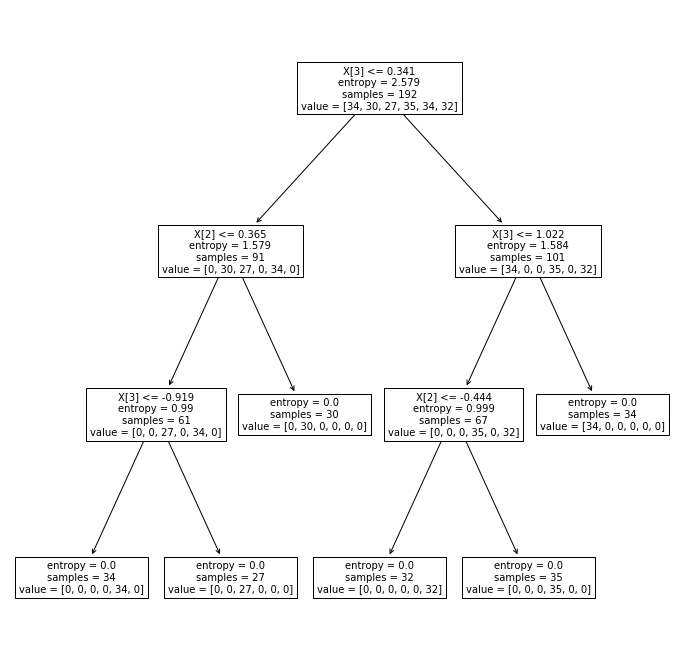 X[3] <= 0.341
entropy = 2.579
samples = 192
value = [34, 30, 27, 35, 34, 32]
X[2] <= 0.365
entropy = 1.579
samples = 91
value = [0, 30, 27, 0, 34, 0]
X[3] <= 1.022
entropy = 1.584
samples = 101
value = [34, 0, 0, 35, 0, 32]
X[3] <= -0.919
entropy = 0.99
samples = 61
value = [0, 0, 27, 0, 34, 0]
entropy = 0.0
samples = 30
value = [0, 30, 0, 0, 0, 0]
X[2] <= -0.444
entropy = 0.999
samples = 67
value = [0, 0, 0, 35, 0, 32]
entropy = 0.0
samples = 34
value = [34, 0, 0, 0, 0, 0]
entropy = 0.0
samples = 34
value = [0, 0, 0, 0, 34, 0]
entropy = 0.0
samples = 27
value = [0, 0, 27, 0, 0, 0]
entropy = 0.0
samples = 32
value = [0, 0, 0, 0, 0, 32]
entropy = 0.0
samples = 35
value = [0, 0, 0, 35, 0, 0]